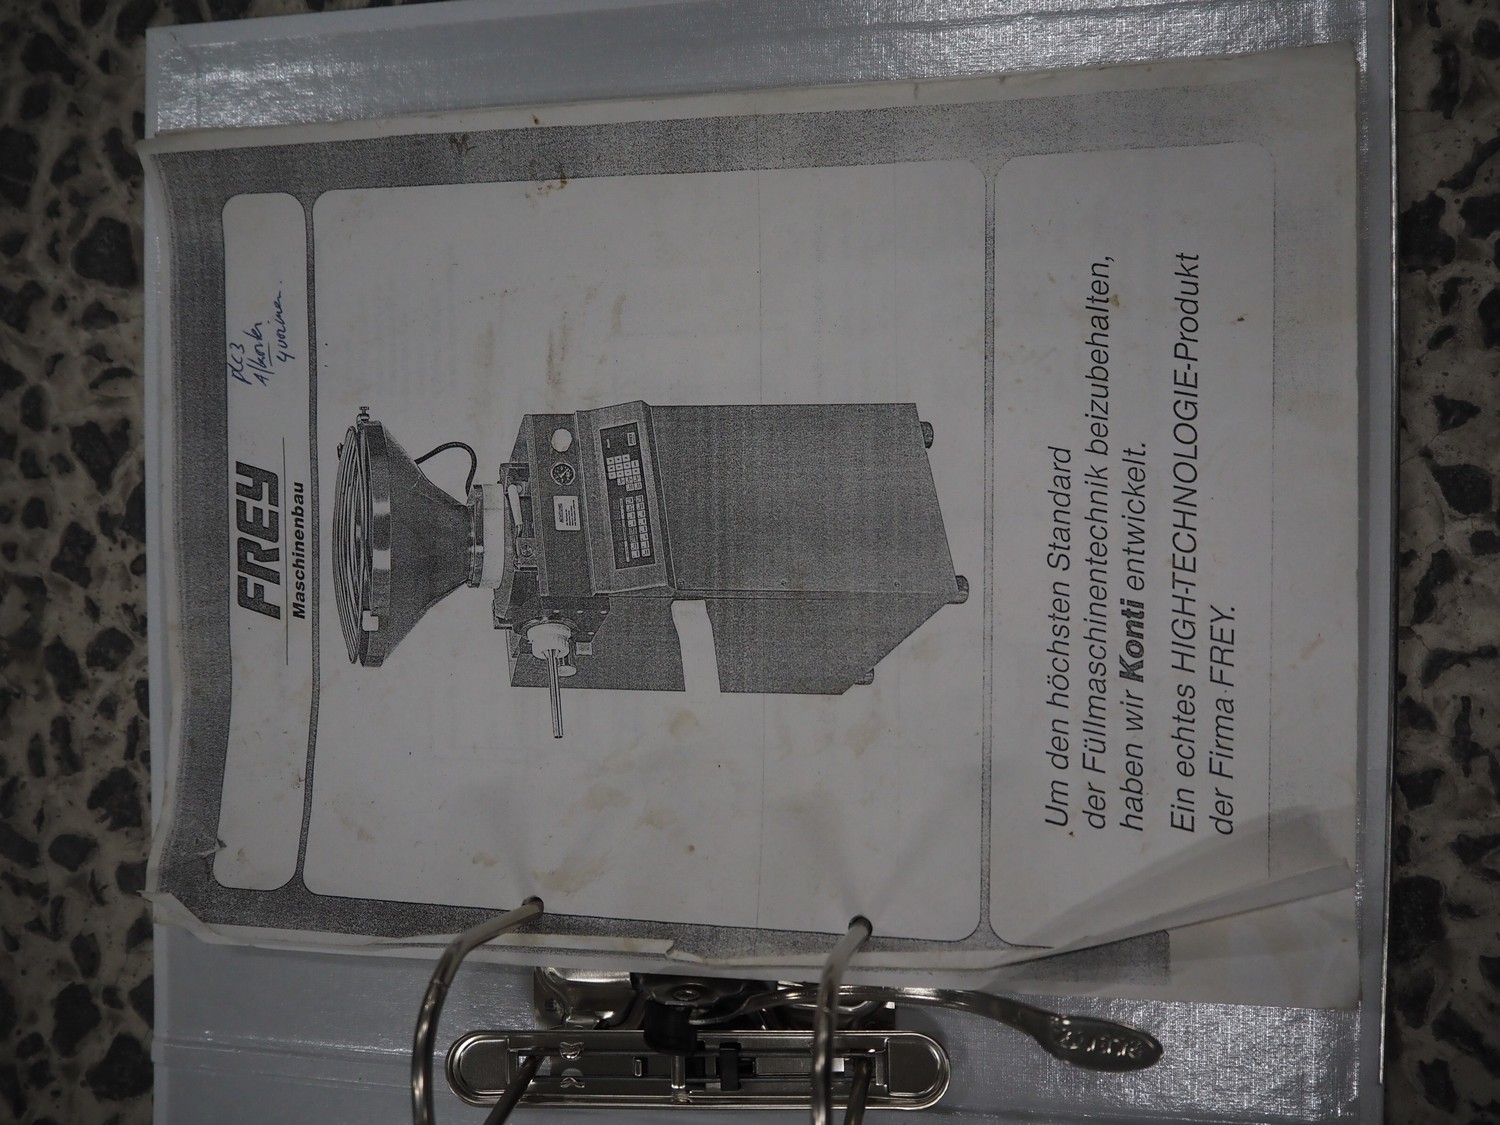 FREY
Maschinenbau
PCC3
Um den höchsten Standard
der Füllmaschinentechnik beizubehalten,
haben wir Konti entwickelt.
Ein echtes HIGH-TECHNOLOGIE-Produkt
der Firma FREY.